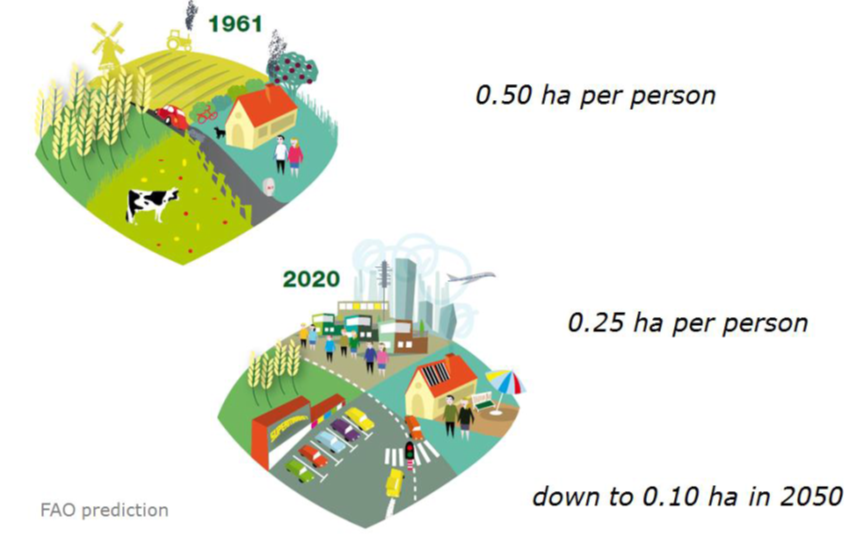 1961
0.50 ha per person
2020
0.25 ha per person
SUPERMARKT
down to 0.10 ha in 2050
FAO prediction